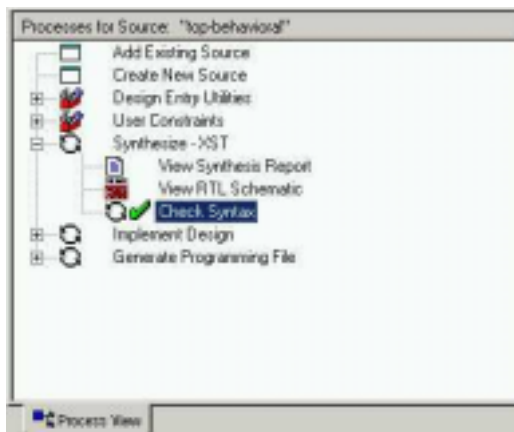 Processes for Source: "top-behavioral"
Add Existing Source
Create New Source
Design Entry Utilities
User Constraints
Synthesize - XST
View Synthesis Report
View RTL Schematic
Check Syntax
Implement Design
Generate Programming File
Process View